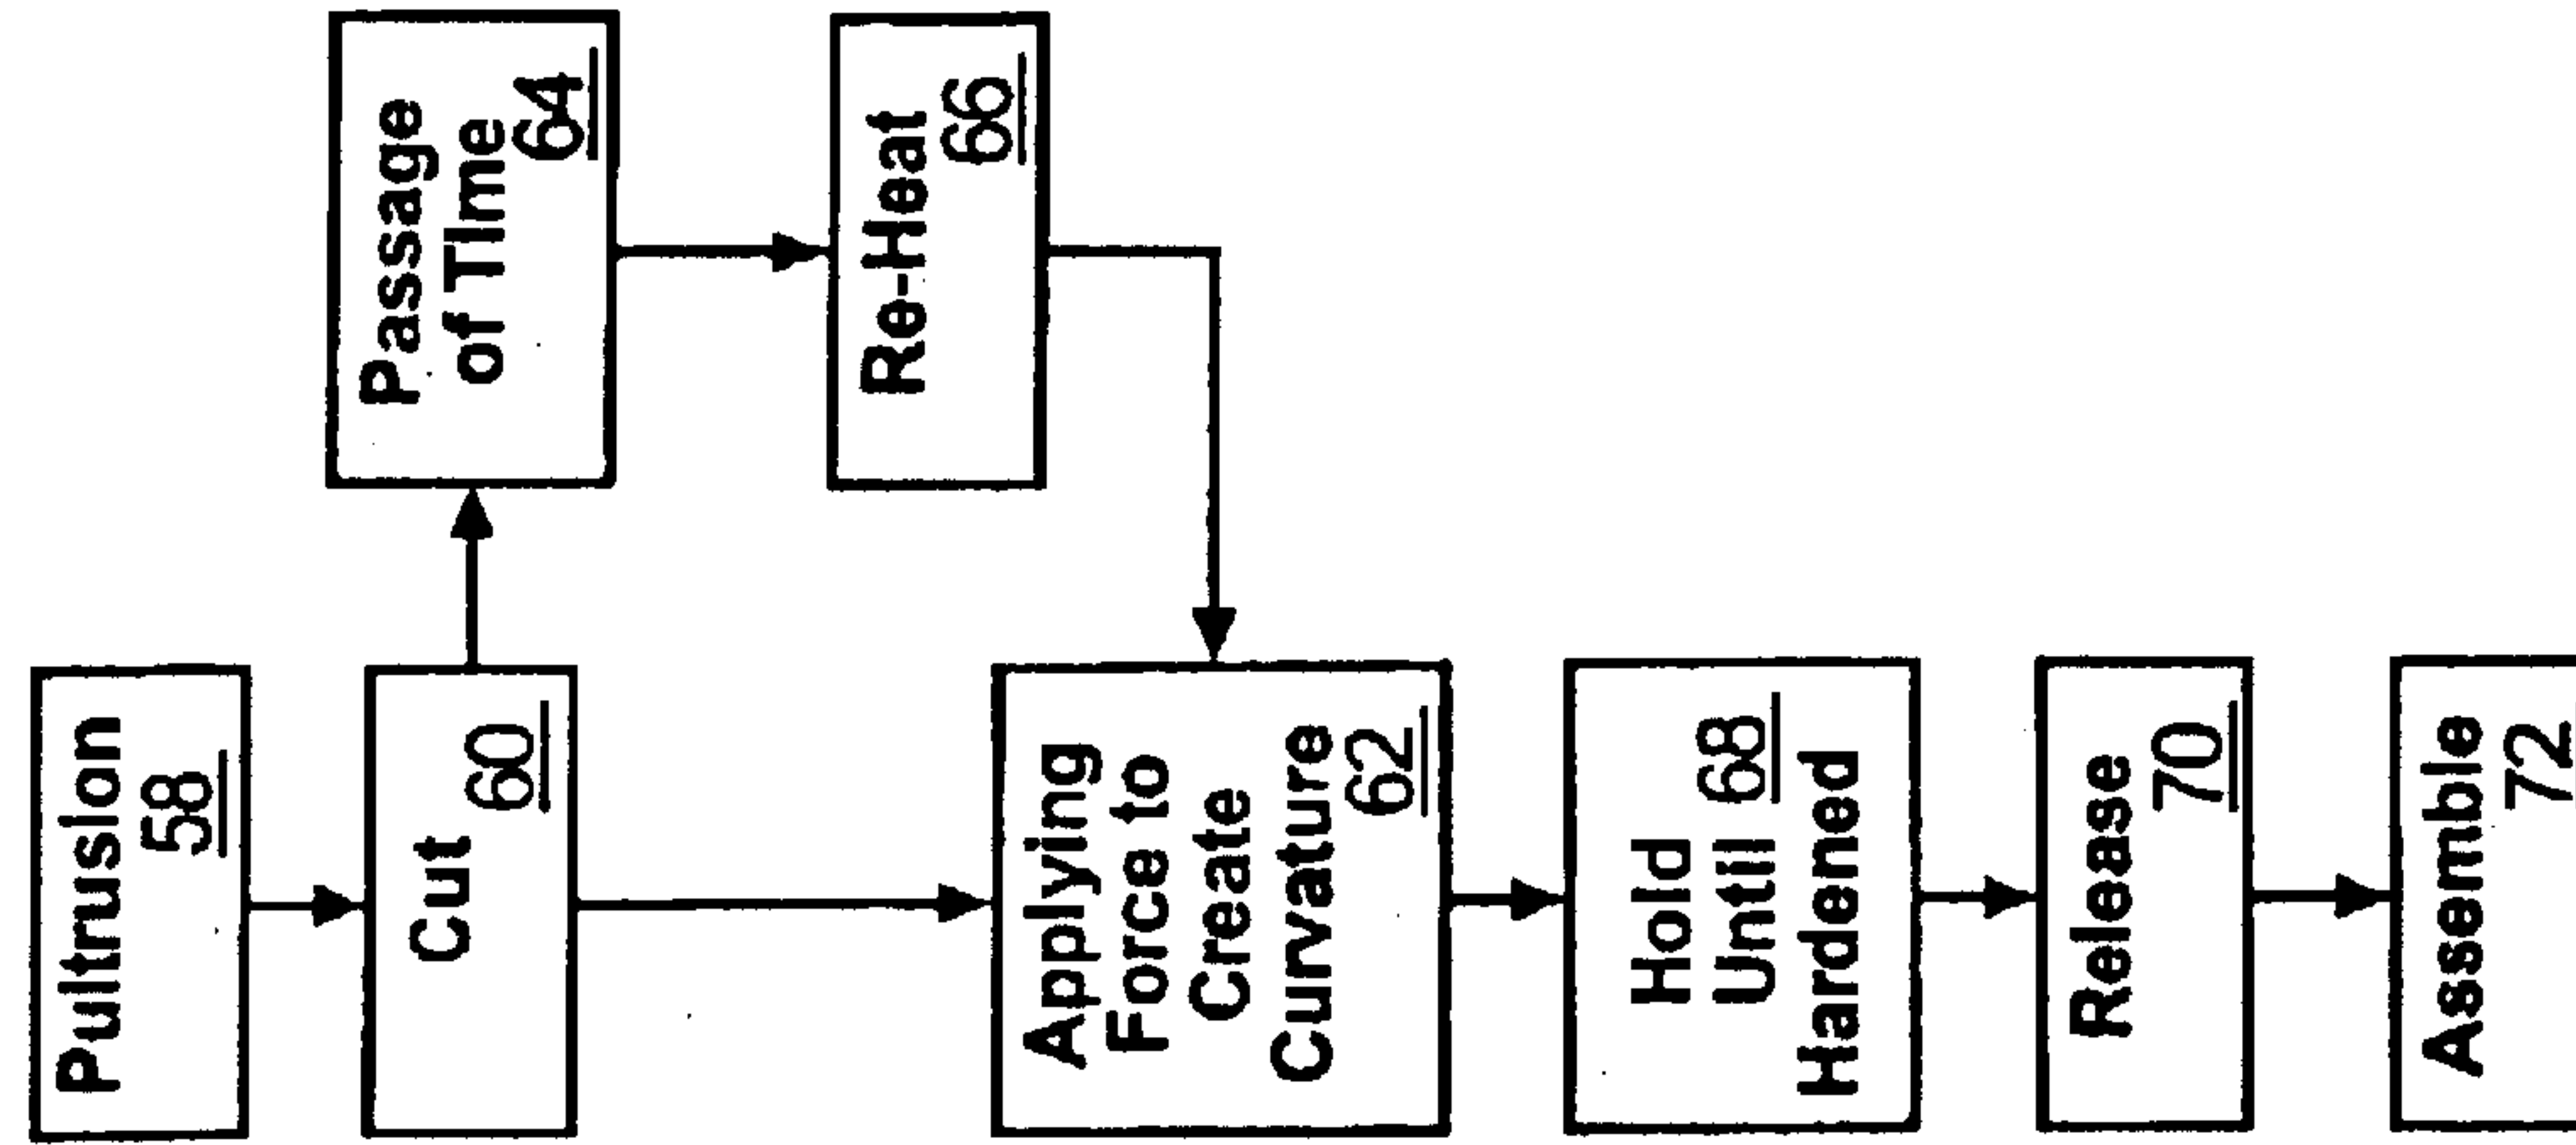 Pultrusion
58
Cut
60
Passage
of Time
64
Re-Heat
66
Applying
Force to
Create
Curvature
62
Hold
Until 68
Hardened
Release
70
Assemble
72